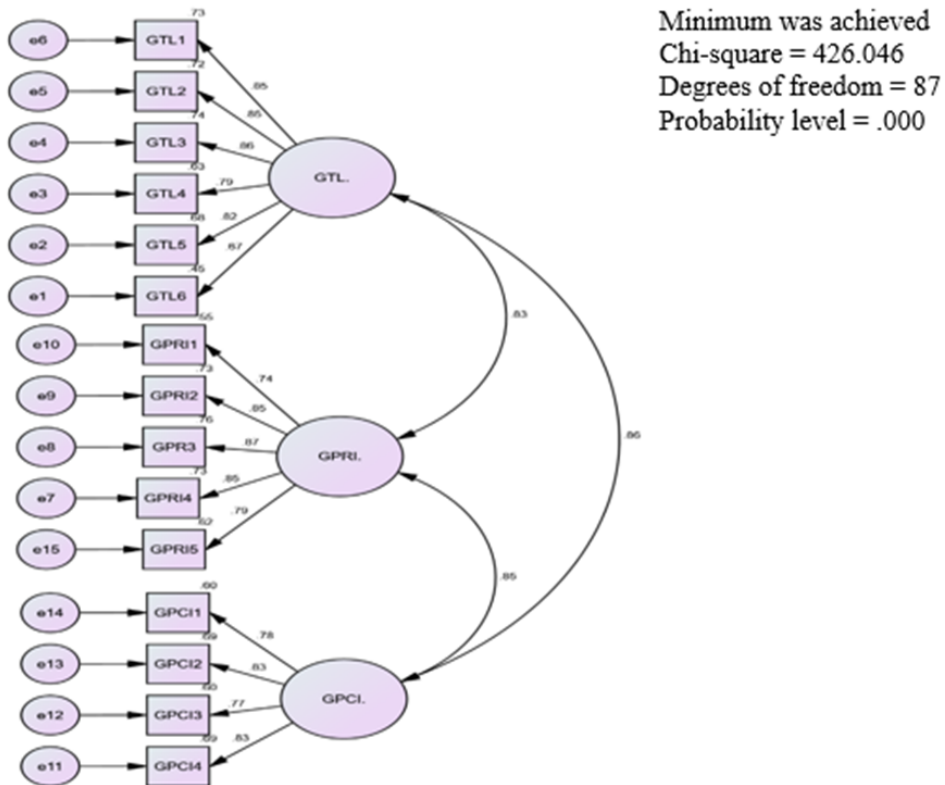 Minimum was achieved
Chi-square = 426.046
Degrees of freedom = 87
Probability level = .000
.73
e6 GTL1
.85
.72
e5 GTL2
.85
.74
e4 GTL3
.86
GTL.
.63
e3 GTL4
.79
.68
e2 GTL5
.82
.45
e1 GTL6
.67
.83
.55
e10 GPRI1
.74
.73
e9 GPRI2
.85
.86
.76
e8 GPR3
.87
GPRI.
.73
e7 GPRI4
.85
.62
e15 GPRI5
.79
.85
.60
e14 GPCI1
.78
.69
e13 GPCI2
.83
GPCI.
.60
e12 GPCI3
.77
.69
e11 GPCI4
.83